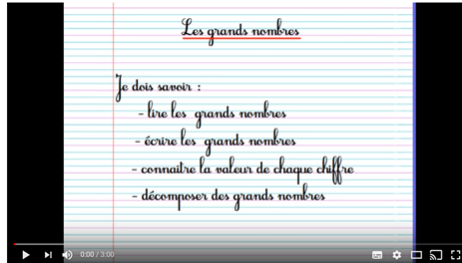 Les grands nombres
Je dois savoir :
- lire les grands nombres
- écrire les grands nombres
- connaitre la valeur de chaque chiffre
- décomposer des grands nombres
0:00 / 3:00